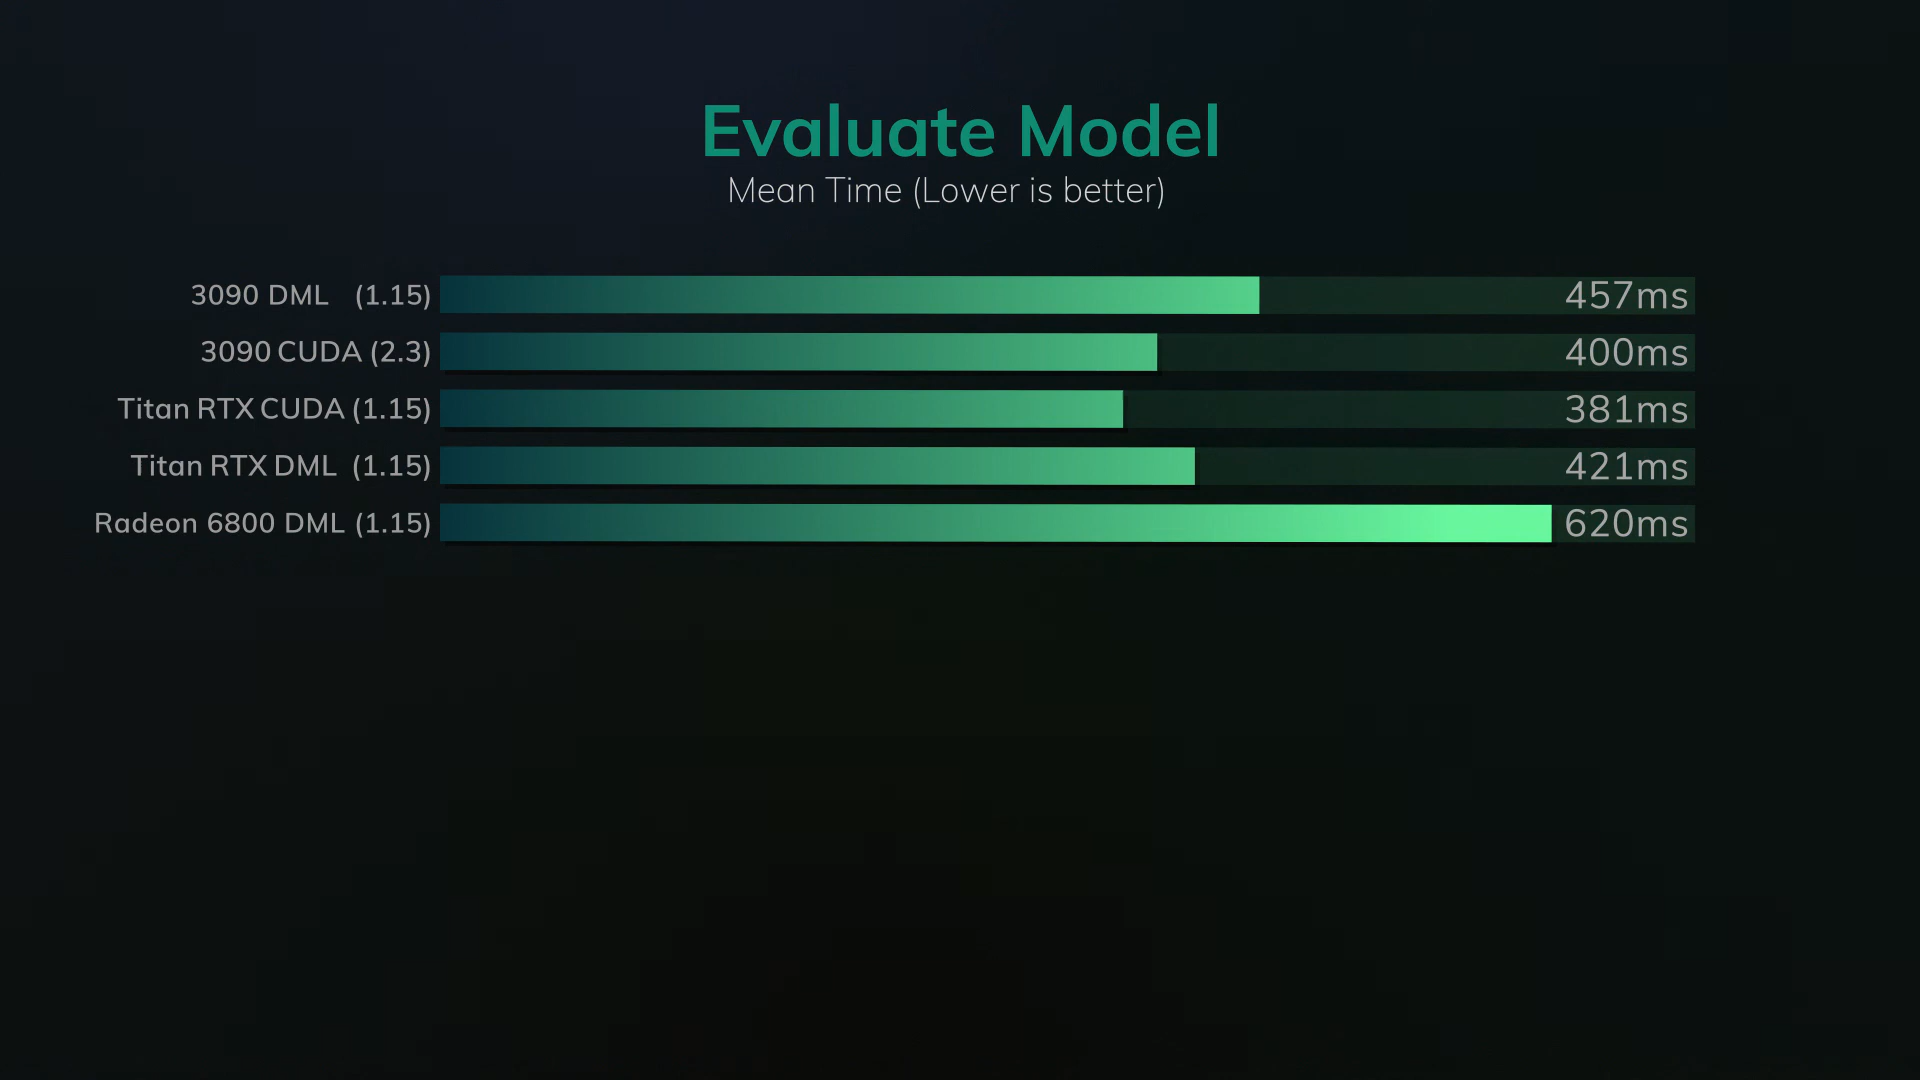 Evaluate Model
Mean Time (Lower is better)
3090 DML (1.15) 457ms
3090 CUDA (2.3) 400ms
Titan RTX CUDA (1.15) 381ms
Titan RTX DML (1.15) 421ms
Radeon 6800 DML (1.15) 620ms